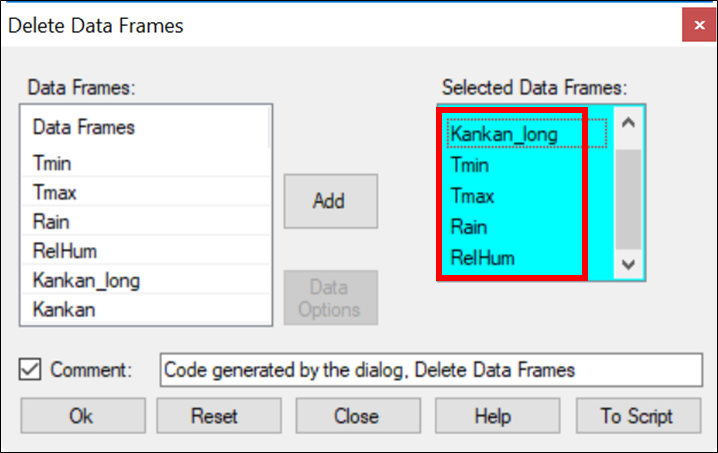 Delete Data Frames
x
Data Frames:
Data Frames
Tmin
Tmax
Rain
RelHum
Kankan_long
Kankan
Add
Data
Options
Selected Data Frames:
Kankan_long
Tmin
Tmax
Rain
RelHum
Comment:
Code generated by the dialog, Delete Data Frames
Ok
Reset
Close
Help
To Script